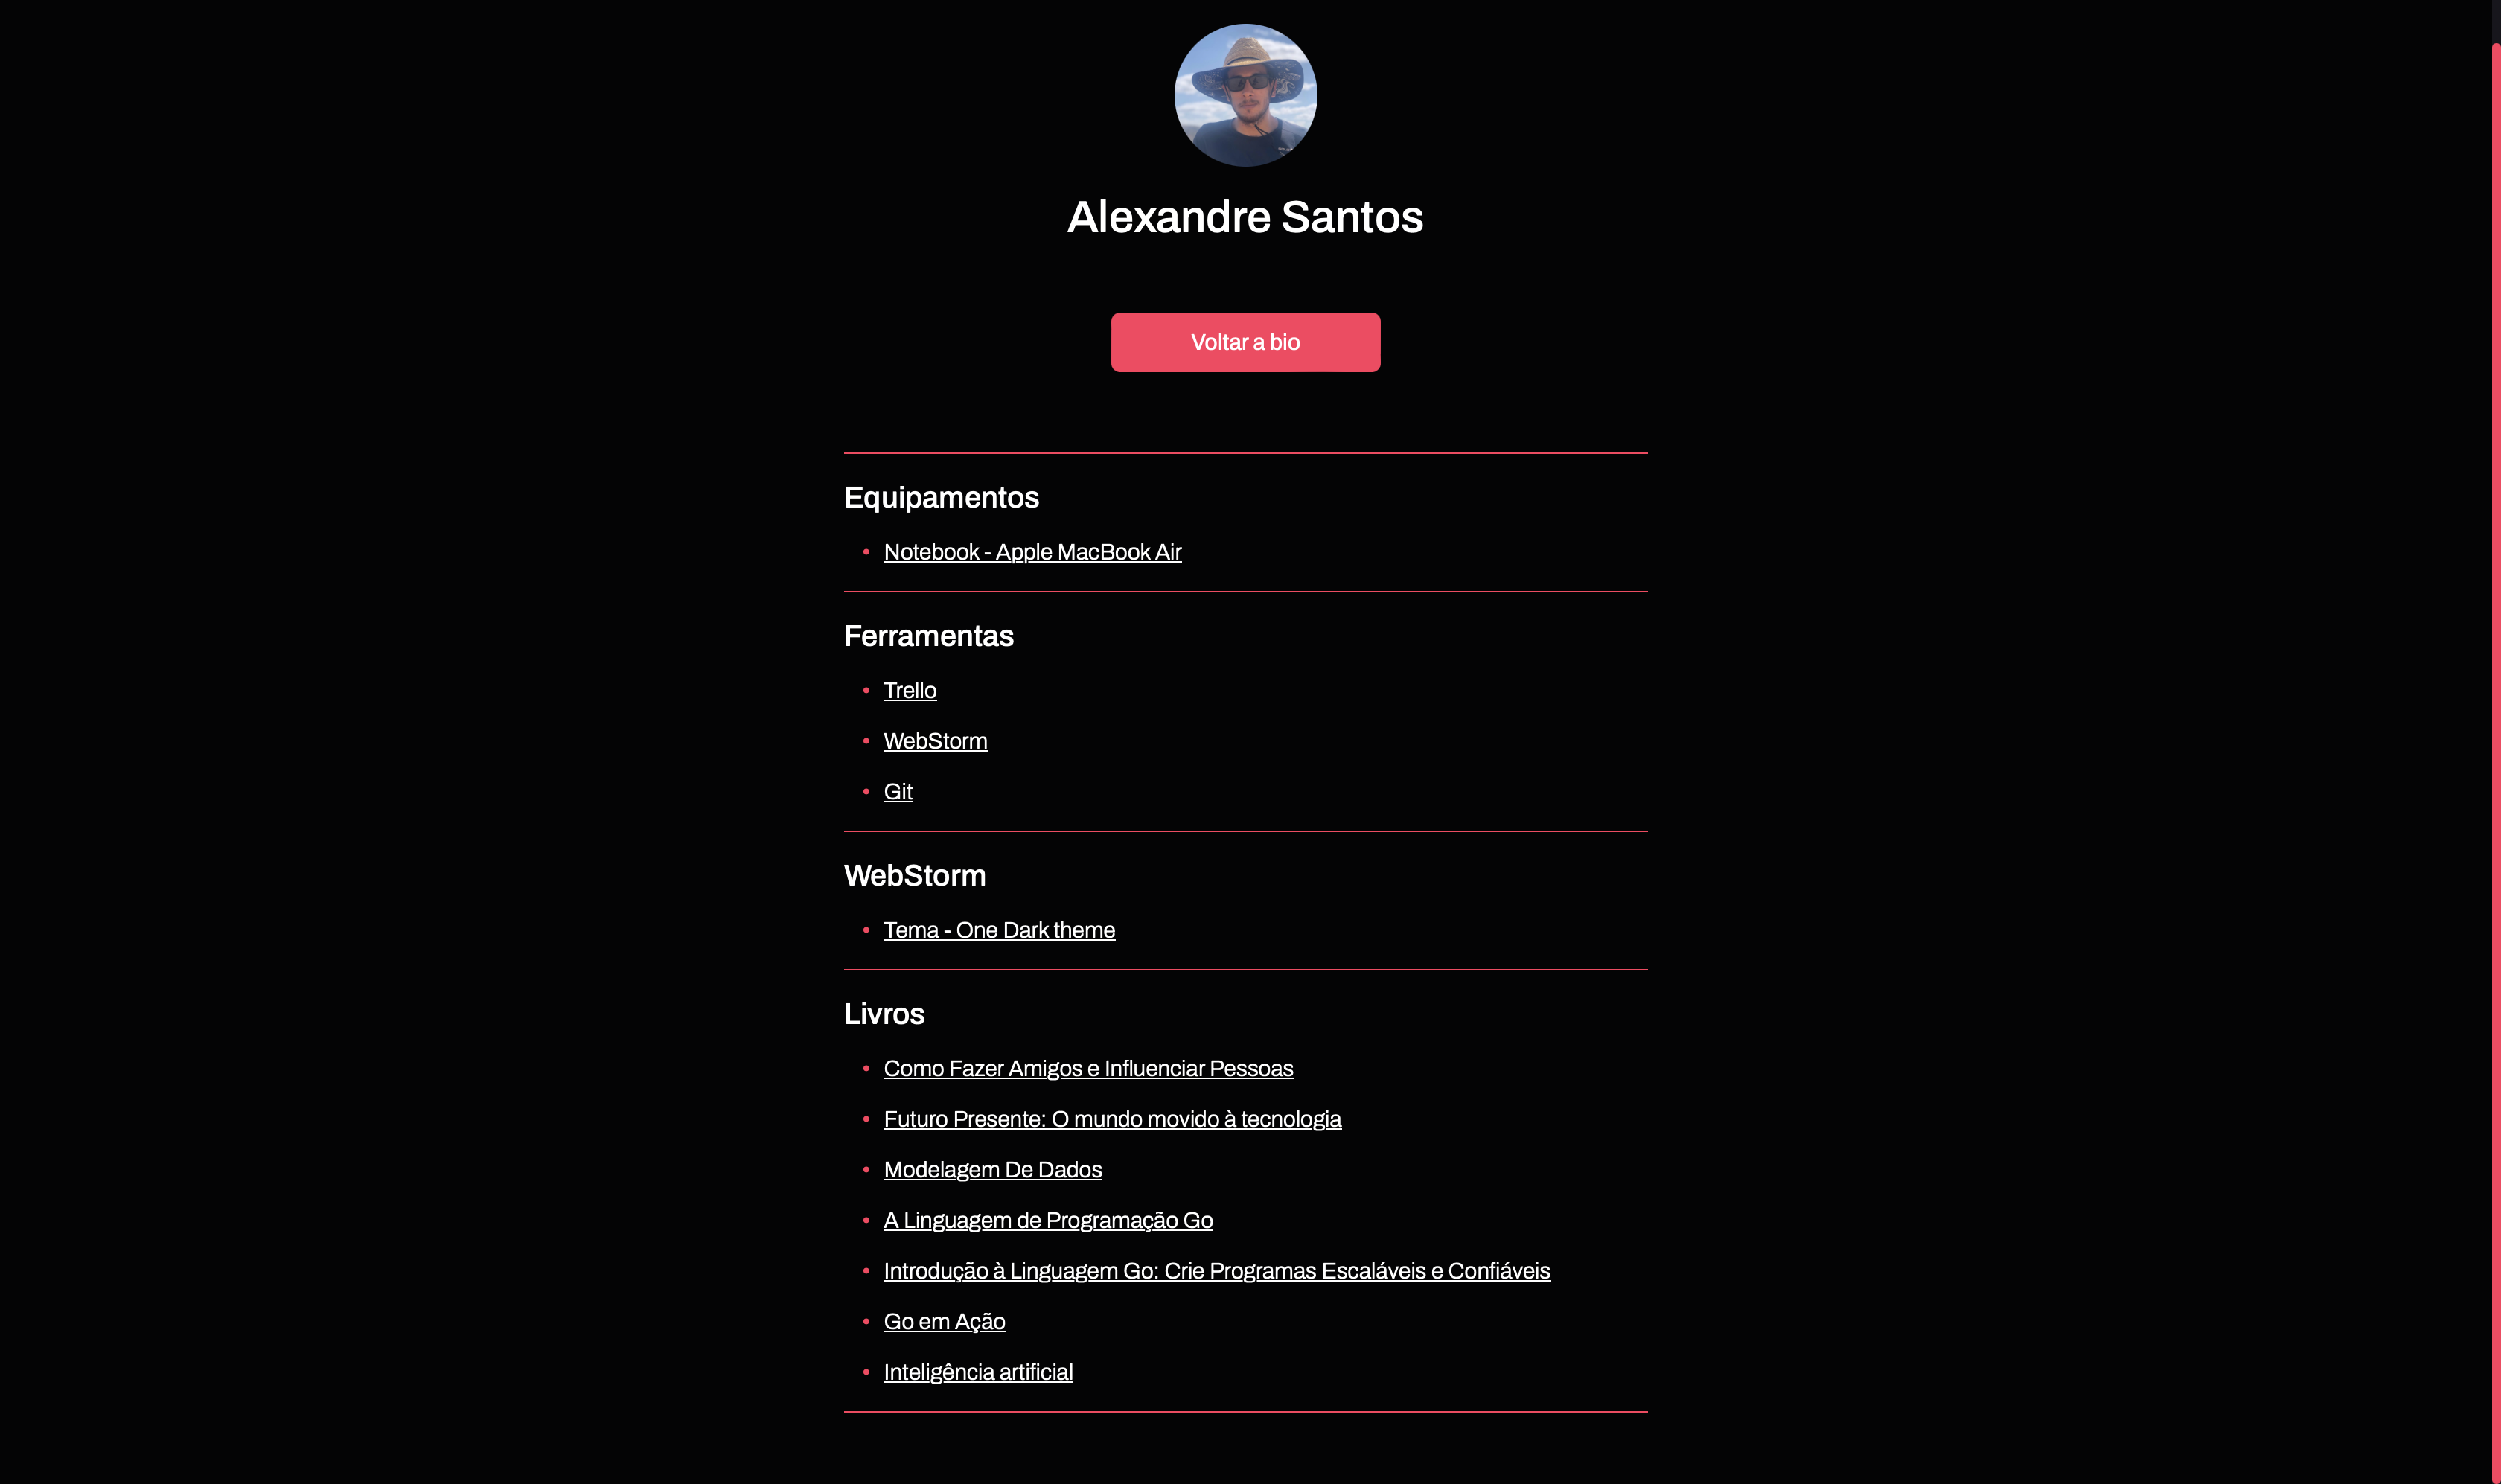 Alexandre Santos
Voltar a bio
Equipamentos
Notebook - Apple MacBook Air
Ferramentas
Trello
WebStorm
Git
WebStorm
Tema - One Dark theme
Livros
Como Fazer Amigos e Influenciar Pessoas
Futuro Presente: O mundo movido à tecnologia
Modelagem De Dados
A Linguagem de Programação Go
Introdução à Linguagem Go: Crie Programas Escaláveis e Confiáveis
Go em Ação
Inteligência artificial